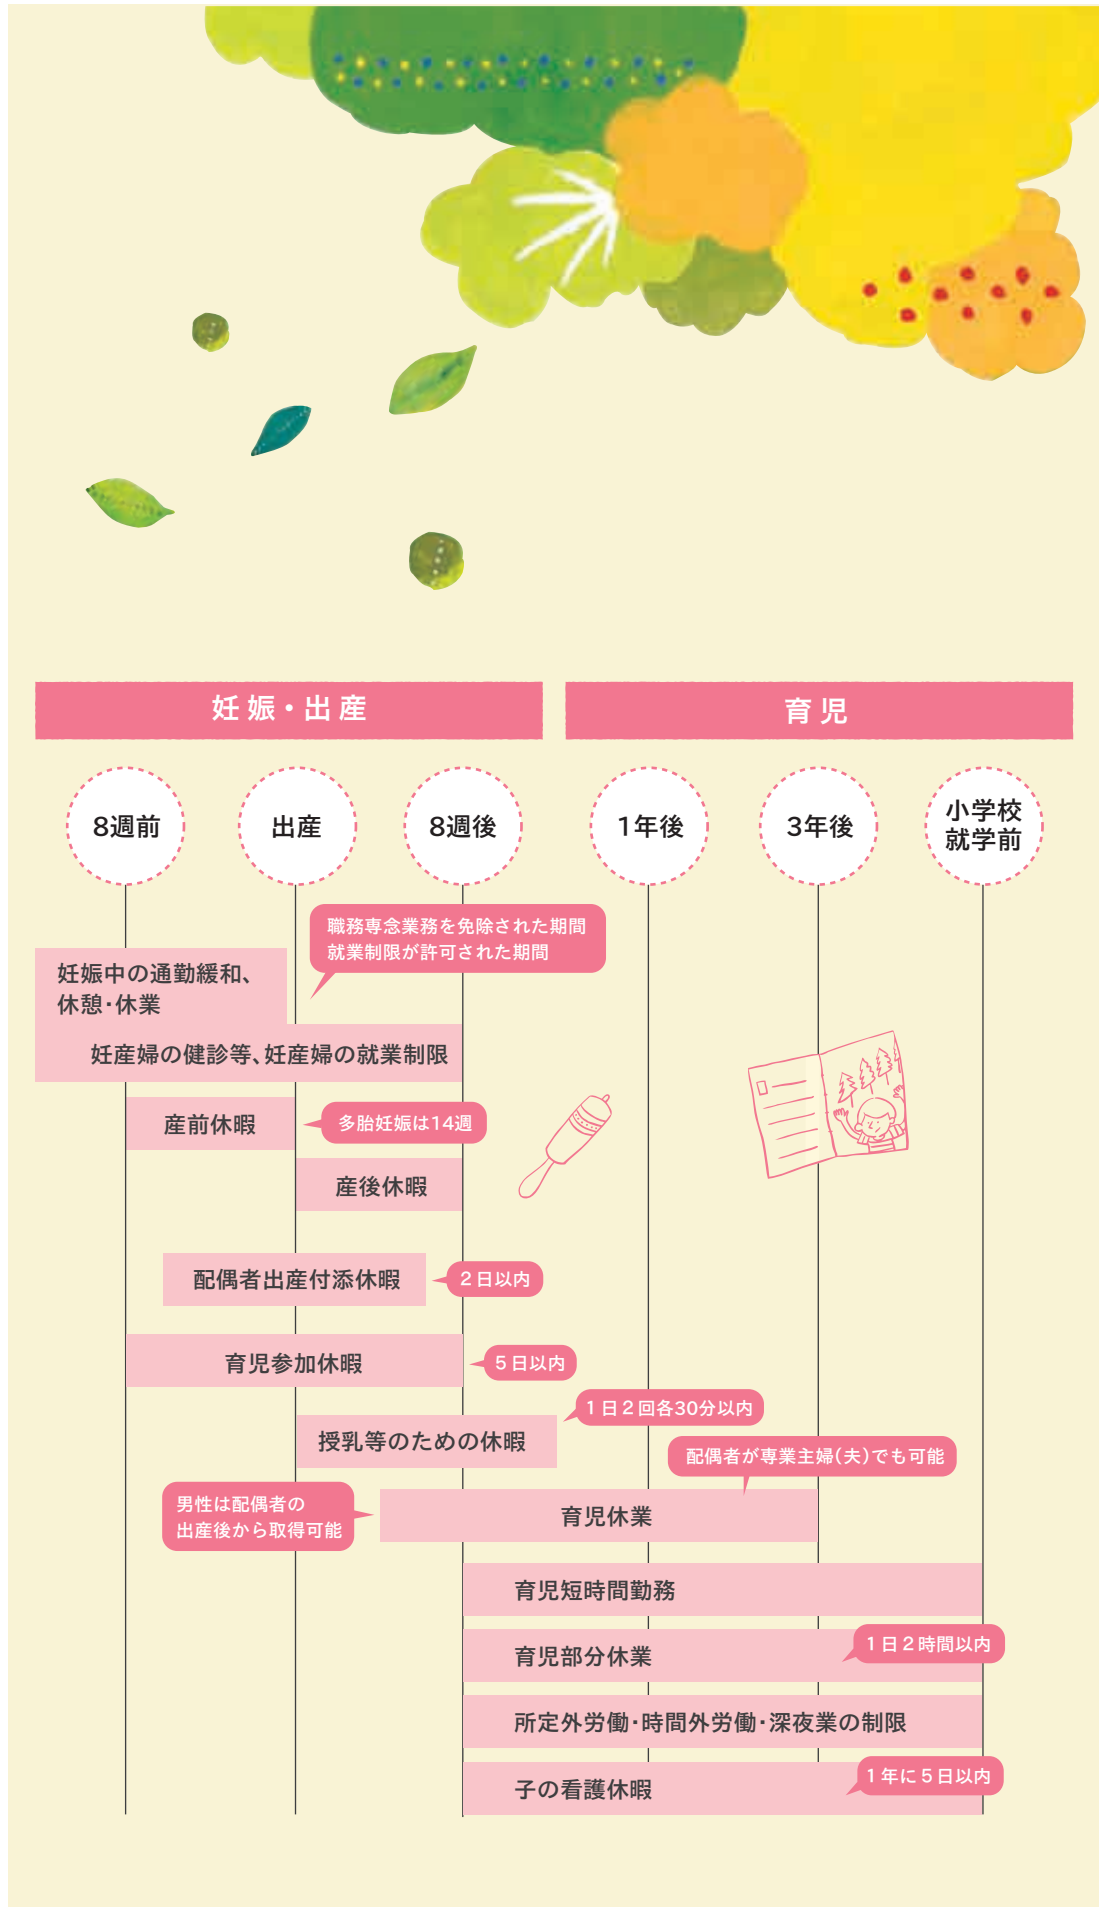 妊娠・出産
育児
8週前
出産
8週後
1年後
3年後
小学校
就学前
職務専念業務を免除された期間
就業制限が許可された期間
妊娠中の通勤緩和、
休憩・休業
妊産婦の健診等、妊産婦の就業制限
産前休暇
多胎妊娠は14週
産後休暇
配偶者出産付添休暇
2日以内
育児参加休暇
5日以内
1日2回各30分以内
授乳等のための休暇
配偶者が専業主婦(夫)でも可能
男性は配偶者の
出産後から取得可能
育児休業
育児短時間勤務
育児部分休業
1日2時間以内
所定外労働・時間外労働・深夜業の制限
子の看護休暇
1年に5日以内